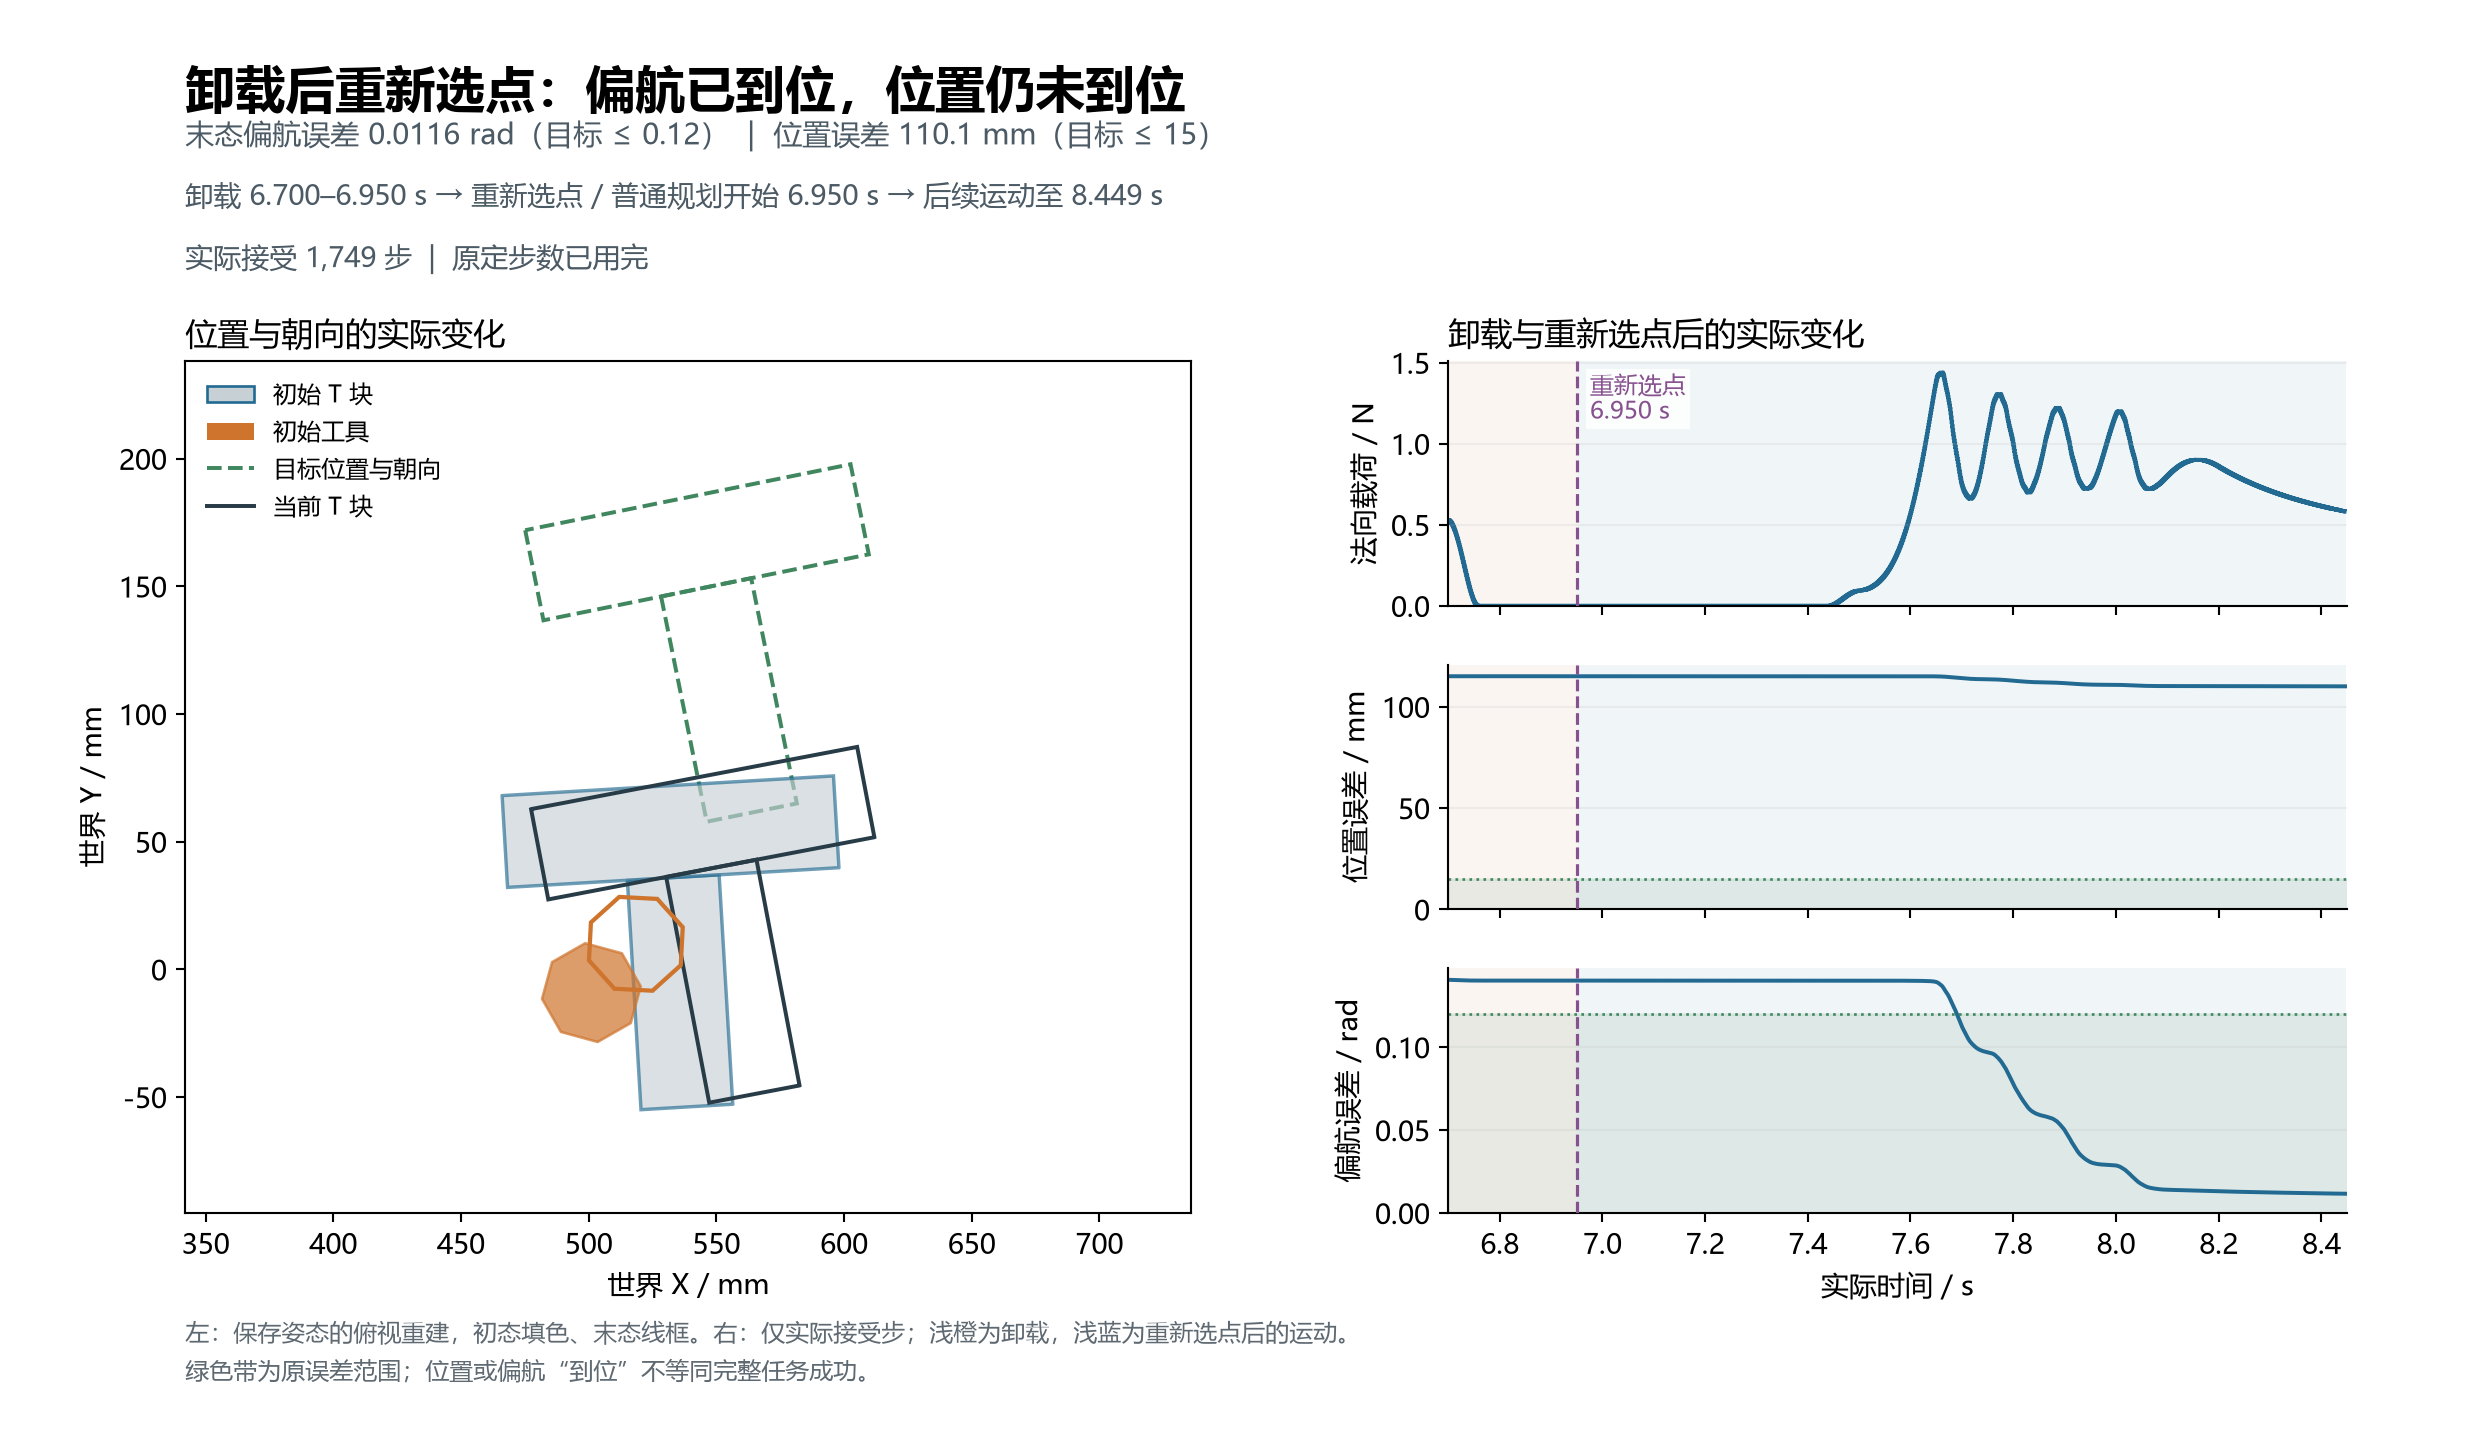 卸载后重新选点：偏航已到位，位置仍未到位
末态偏航误差 0.0116 rad（目标 ≤ 0.12） | 位置误差 110.1 mm（目标 ≤ 15）
卸载 6.700–6.950 s → 重新选点 / 普通规划开始 6.950 s → 后续运动至 8.449 s
实际接受 1,749 步 | 原定步数已用完
位置与朝向的实际变化
初始 T 块
初始工具
目标位置与朝向
当前 T 块
世界 Y / mm
200
150
100
50
0
-50
350 400 450 500 550 600 650 700
世界 X / mm
卸载与重新选点后的实际变化
重新选点
6.950 s
法向载荷 / N
1.5
1.0
0.5
0.0
位置误差 / mm
100
50
0
偏航误差 / rad
0.10
0.05
0.00
6.8 7.0 7.2 7.4 7.6 7.8 8.0 8.2 8.4
实际时间 / s
左：保存姿态的俯视重建，初态填色、末态线框。右：仅实际接受步；浅橙为卸载，浅蓝为重新选点后的运动。
绿色带为原误差范围；位置或偏航“到位”不等同完整任务成功。